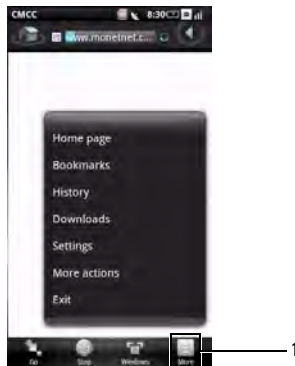 CMCC 8:30
www.monetnet.c...
Home page
Bookmarks
History
Downloads
Settings
More actions
Exit
Go Stop Windows More
1